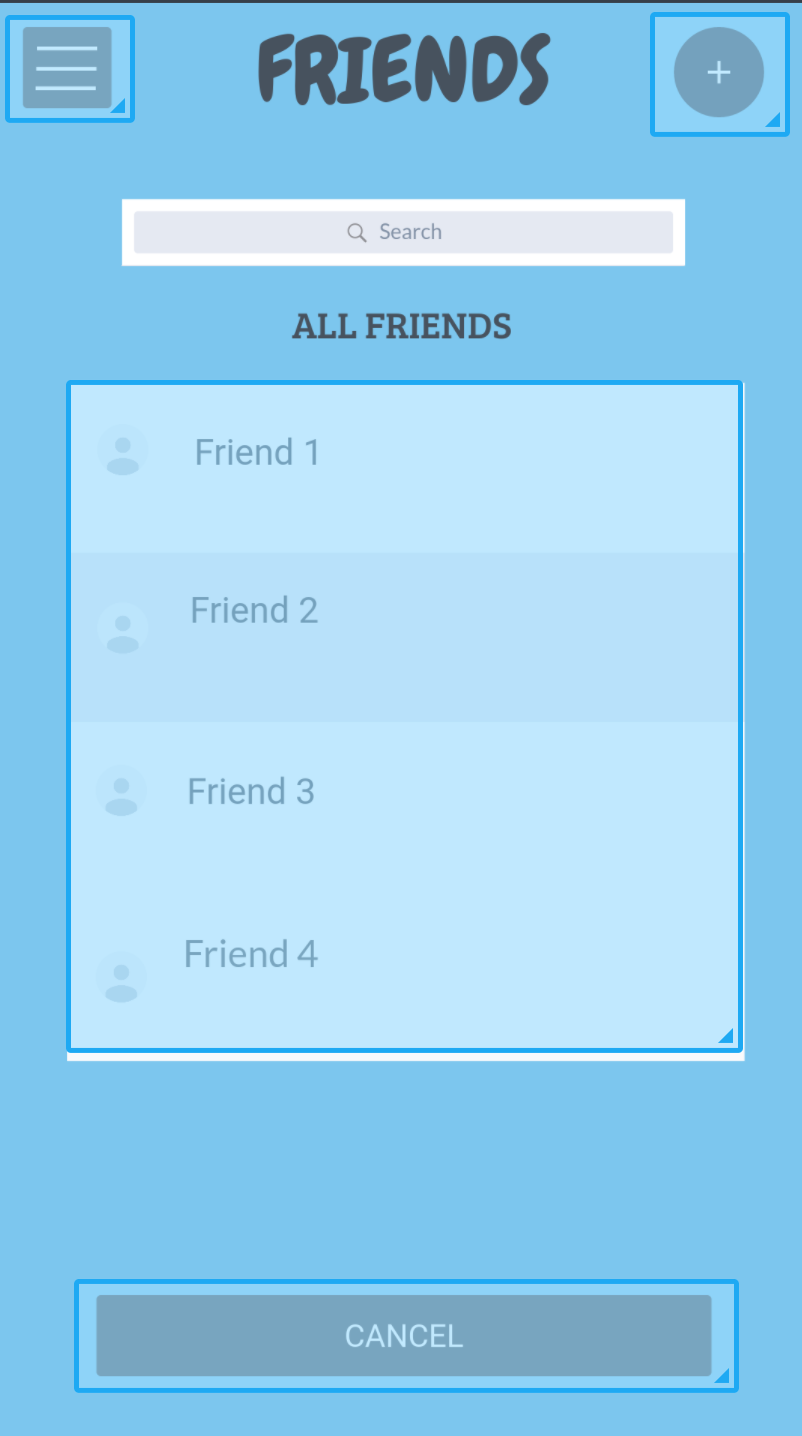 FRIENDS
+
Search
ALL FRIENDS
Friend 1
Friend 2
Friend 3
Friend 4
CANCEL